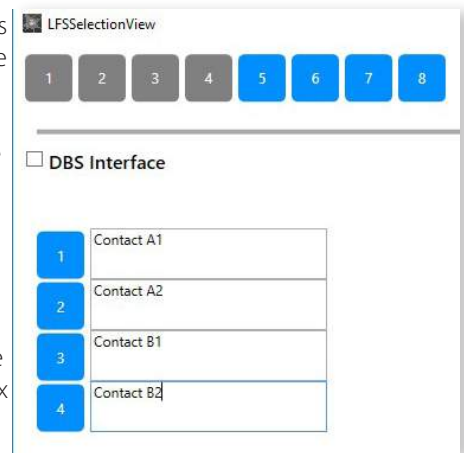 LFSSelectionView
1 2 3 4 5 6 7 8
DBS Interface
1 Contact A1
2 Contact A2
3 Contact B1
4 Contact B2